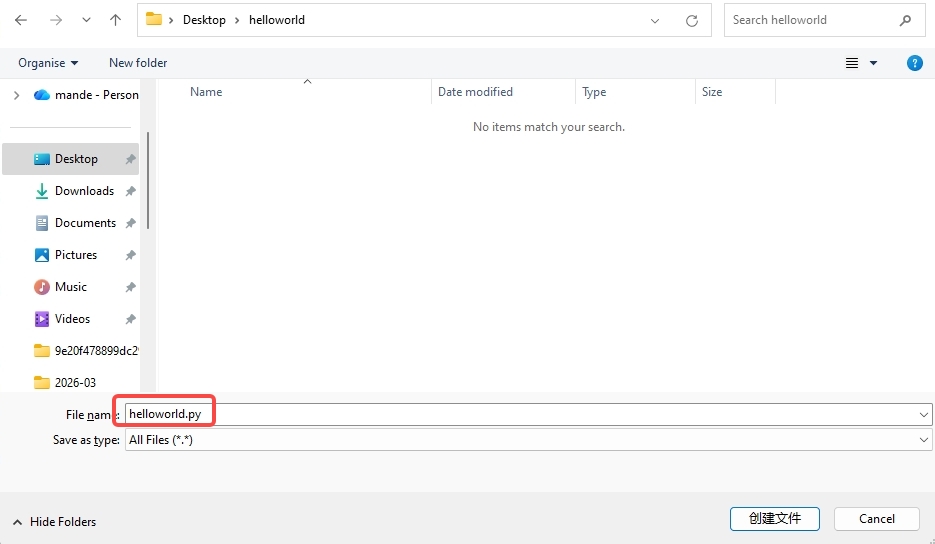 Desktop > helloworld
Search helloworld
Organise New folder
mande - Person
Name Date modified Type Size
No items match your search.
Desktop
Downloads
Documents
Pictures
Music
Videos
9e20f478899dc2
2026-03
File name: helloworld.py
Save as type: All Files (*.*)
Hide Folders
创建文件 Cancel